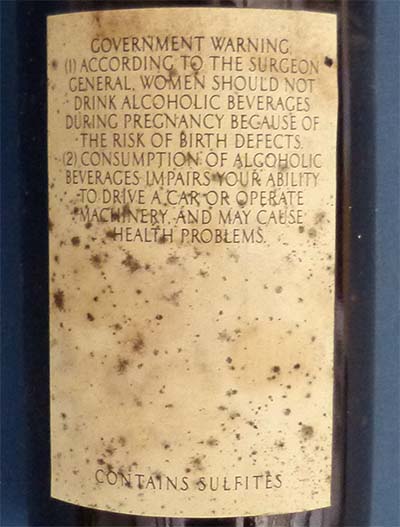 GOVERNMENT WARNING
(1) ACCORDING TO THE SURGEON
GENERAL, WOMEN SHOULD NOT
DRINK ALCOHOLIC BEVERAGES
DURING PREGNANCY BECAUSE OF
THE RISK OF BIRTH DEFECTS.
(2) CONSUMPTION OF ALCOHOLIC
BEVERAGES IMPAIRS YOUR ABILITY
TO DRIVE A CAR OR OPERATE
MACHINERY, AND MAY CAUSE
HEALTH PROBLEMS.
CONTAINS SULFITES